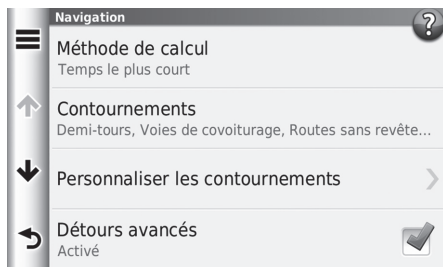 Navigation
?
Méthode de calcul
Temps le plus court
Contournements
Demi-tours, Voies de covoiturage, Routes sans revête...
Personnaliser les contournements
Détours avancés
Activé